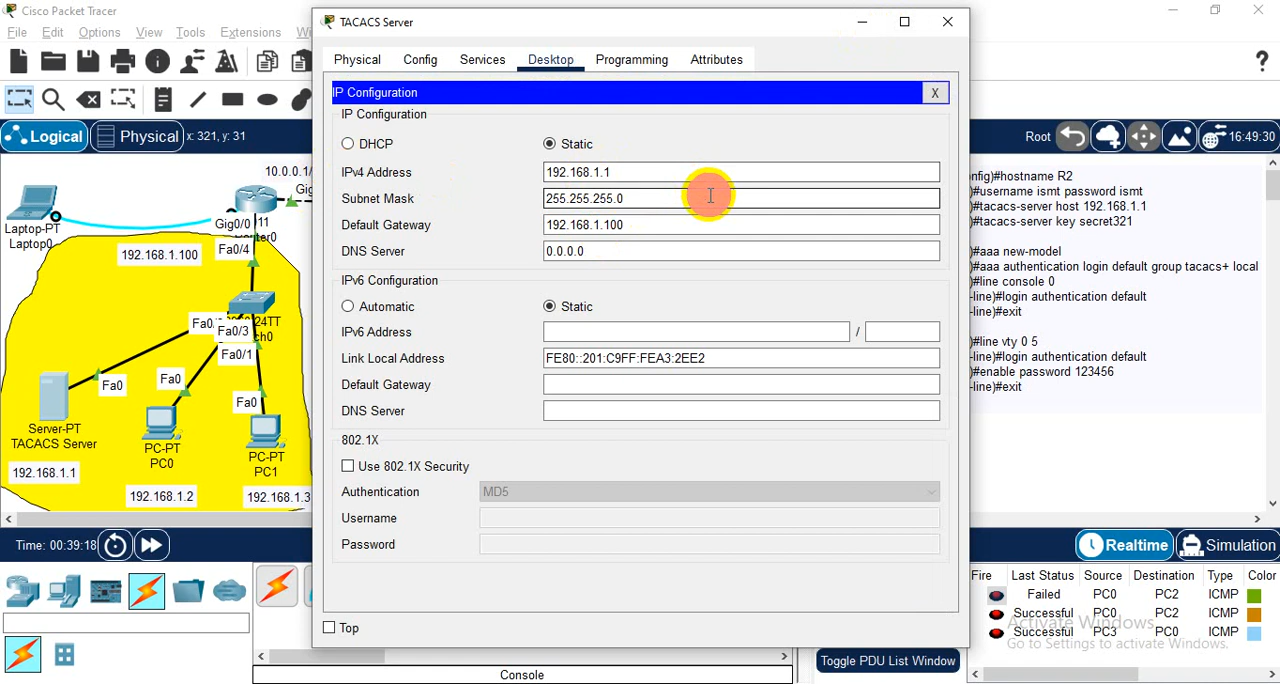 Cisco Packet Tracer
File Edit Options View Tools Extensions Wi
?
Logical Physical x: 321, y: 31
Root 16:49:30
10.0.0.1/
Gig
Laptop-PT
Laptop0
Gig0/0
192.168.1.100
Fa0/4
Fa0/3
24TT
Fa0/1
Fa0
Fa0
Fa0
Server-PT
TACACS Server
PC-PT
PC0
PC-PT
PC1
192.168.1.1
192.168.1.2
192.168.1.3
TACACS Server
Physical Config Services Desktop Programming Attributes
IP Configuration X
IP Configuration
DHCP Static
IPv4 Address 192.168.1.1
Subnet Mask 255.255.255.0
Default Gateway 192.168.1.100
DNS Server 0.0.0.0
IPv6 Configuration
Automatic Static
IPv6 Address /
Link Local Address FE80::201:C9FF:FEA3:2EE2
Default Gateway
DNS Server
802.1X
Use 802.1X Security
Authentication MD5
Username
Password
Top
nfig)#hostname R2
)#username ismt password ismt
)#tacacs-server host 192.168.1.1
)#tacacs-server key secret321
)#aaa new-model
)#aaa authentication login default group tacacs+ local
)#line console 0
-line)#login authentication default
-line)#exit
)#line vty 0 5
-line)#login authentication default
-line)#enable password 123456
-line)#exit
Time: 00:39:18
Realtime Simulation
Fire Last Status Source Destination Type Color
Failed PC0 PC2 ICMP
Successful PC0 PC2 ICMP
Successful PC3 PC0 ICMP
Activate Windows
Go to Settings to activate Windows.
Toggle PDU List Window
Console